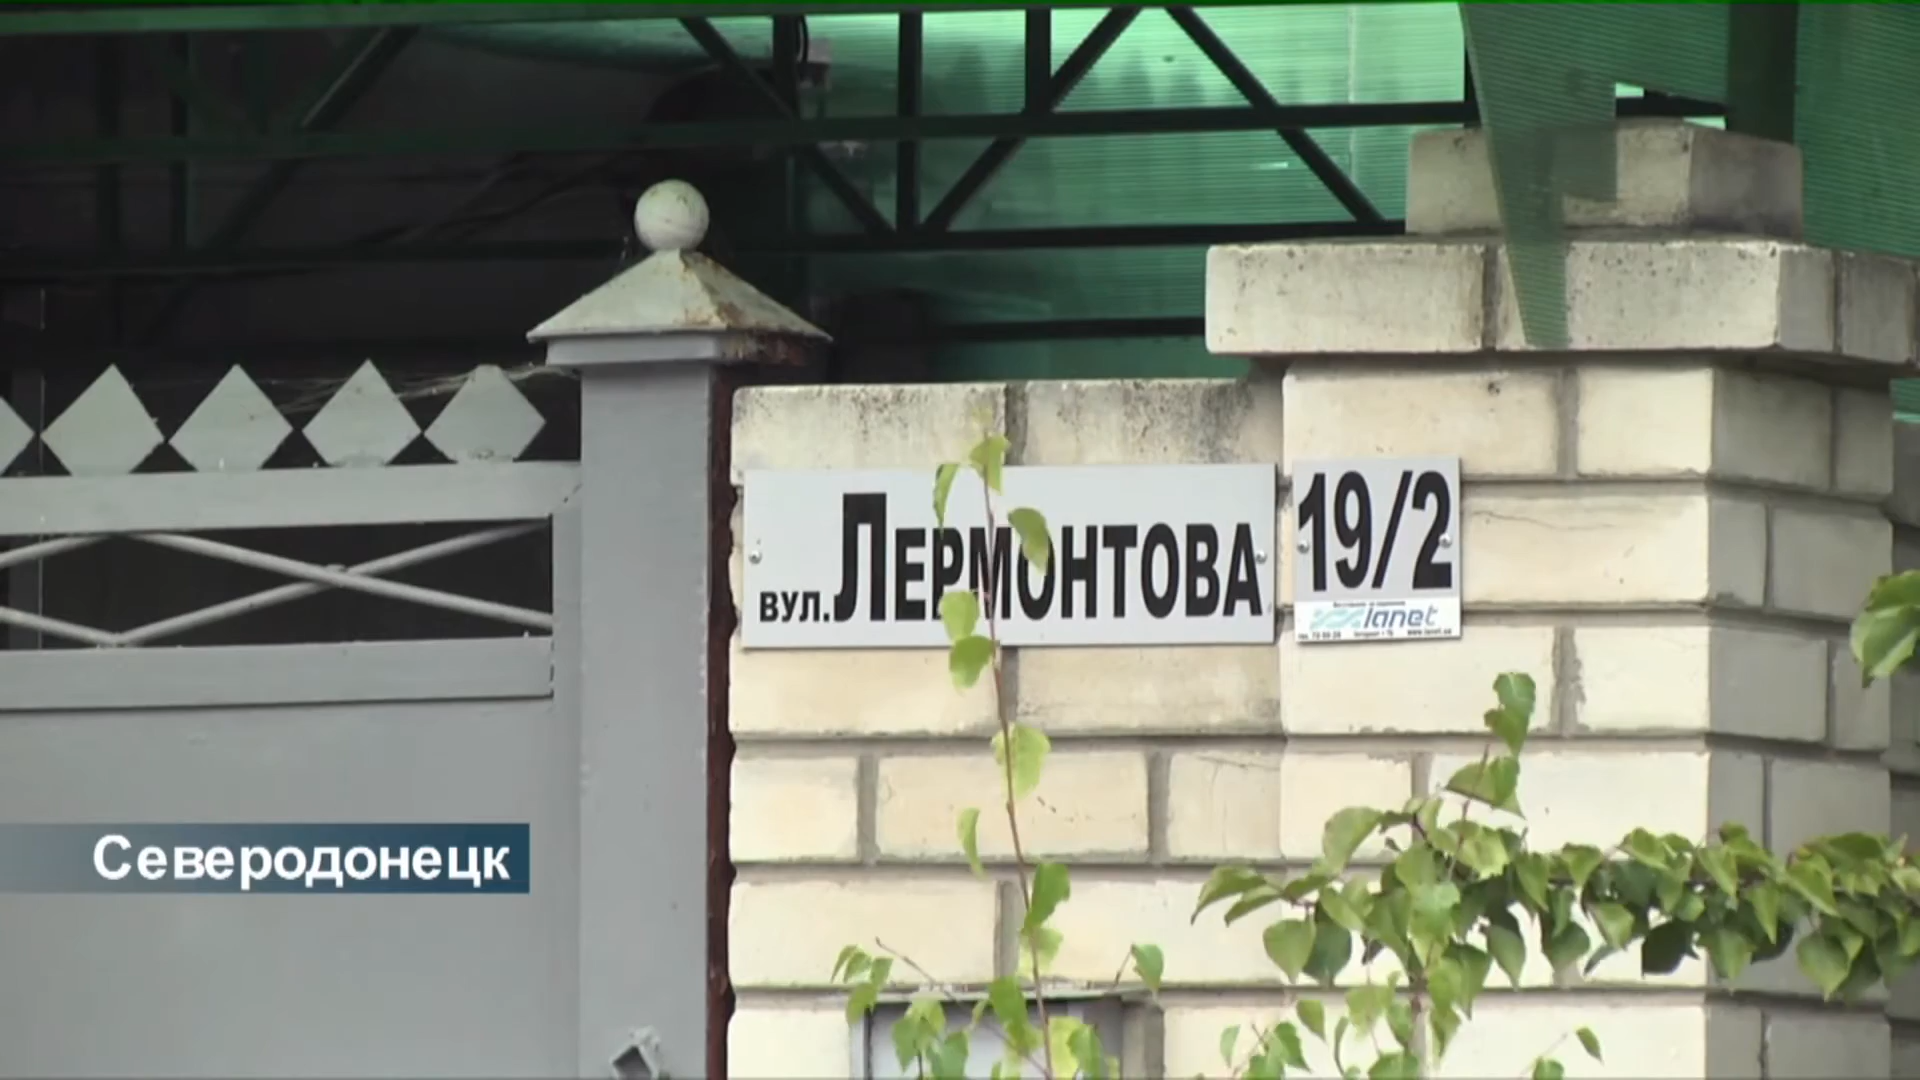 вул. Лермонтова
19/2
lanet
Северодонецк